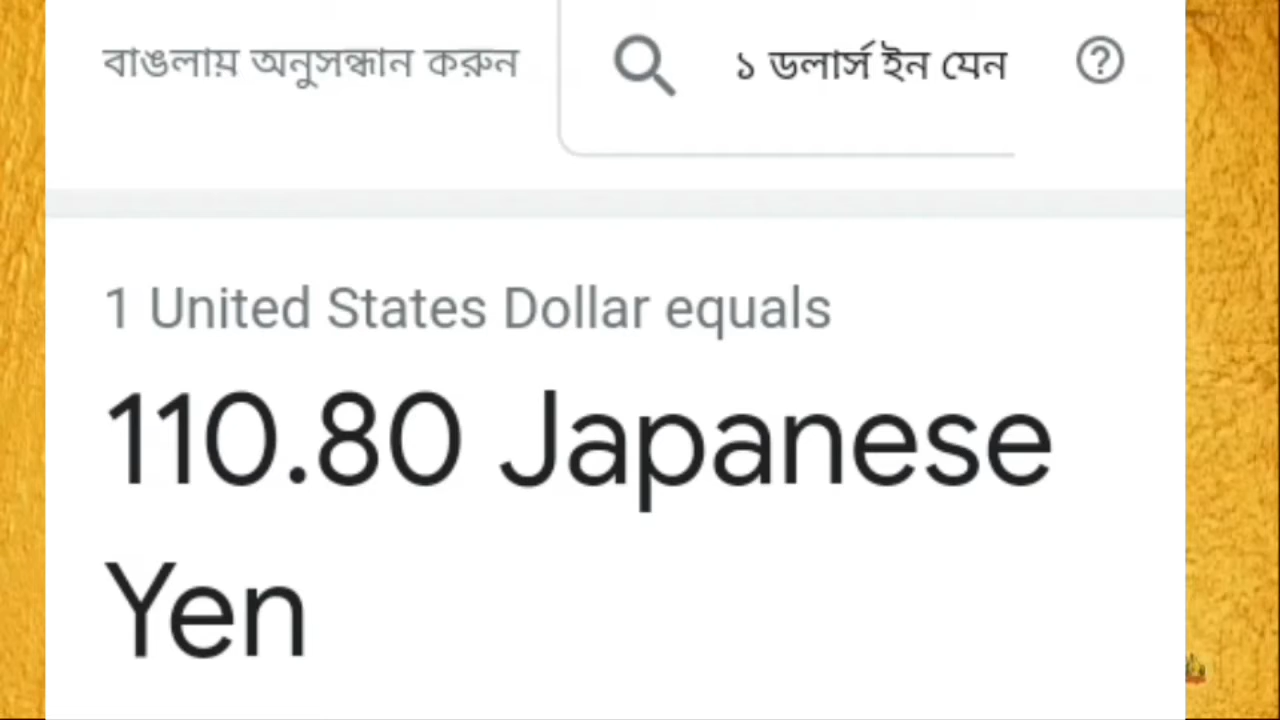 বাঙলায় অনুসন্ধান করুন
১ ডলার্স ইন যেন
1 United States Dollar equals
110.80 Japanese
Yen